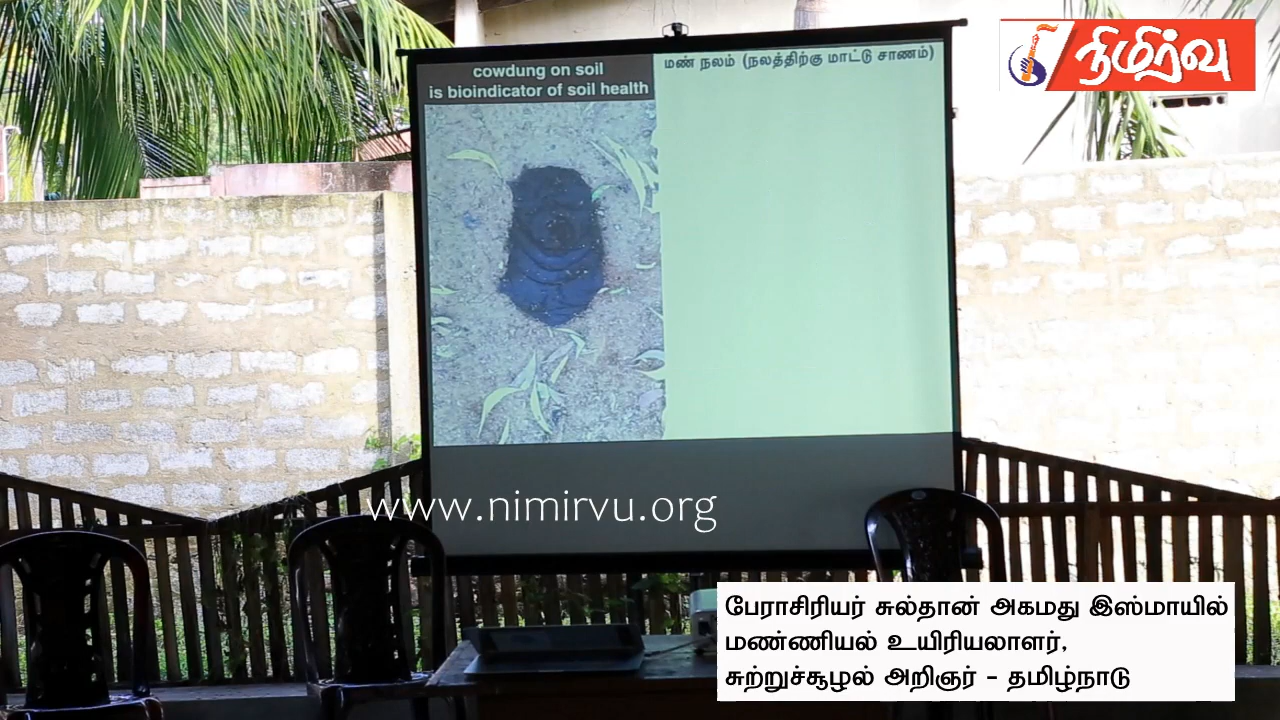 நிமிர்வு
cowdung on soil
is bioindicator of soil health
மண் நலம் (நலத்திற்கு மாட்டு சாணம்)
www.nimirvu.org
பேராசிரியர் சுல்தான் அகமது இஸ்மாயில்
மண்ணியல் உயிரியலாளர்,
சுற்றுச்சூழல் அறிஞர் - தமிழ்நாடு